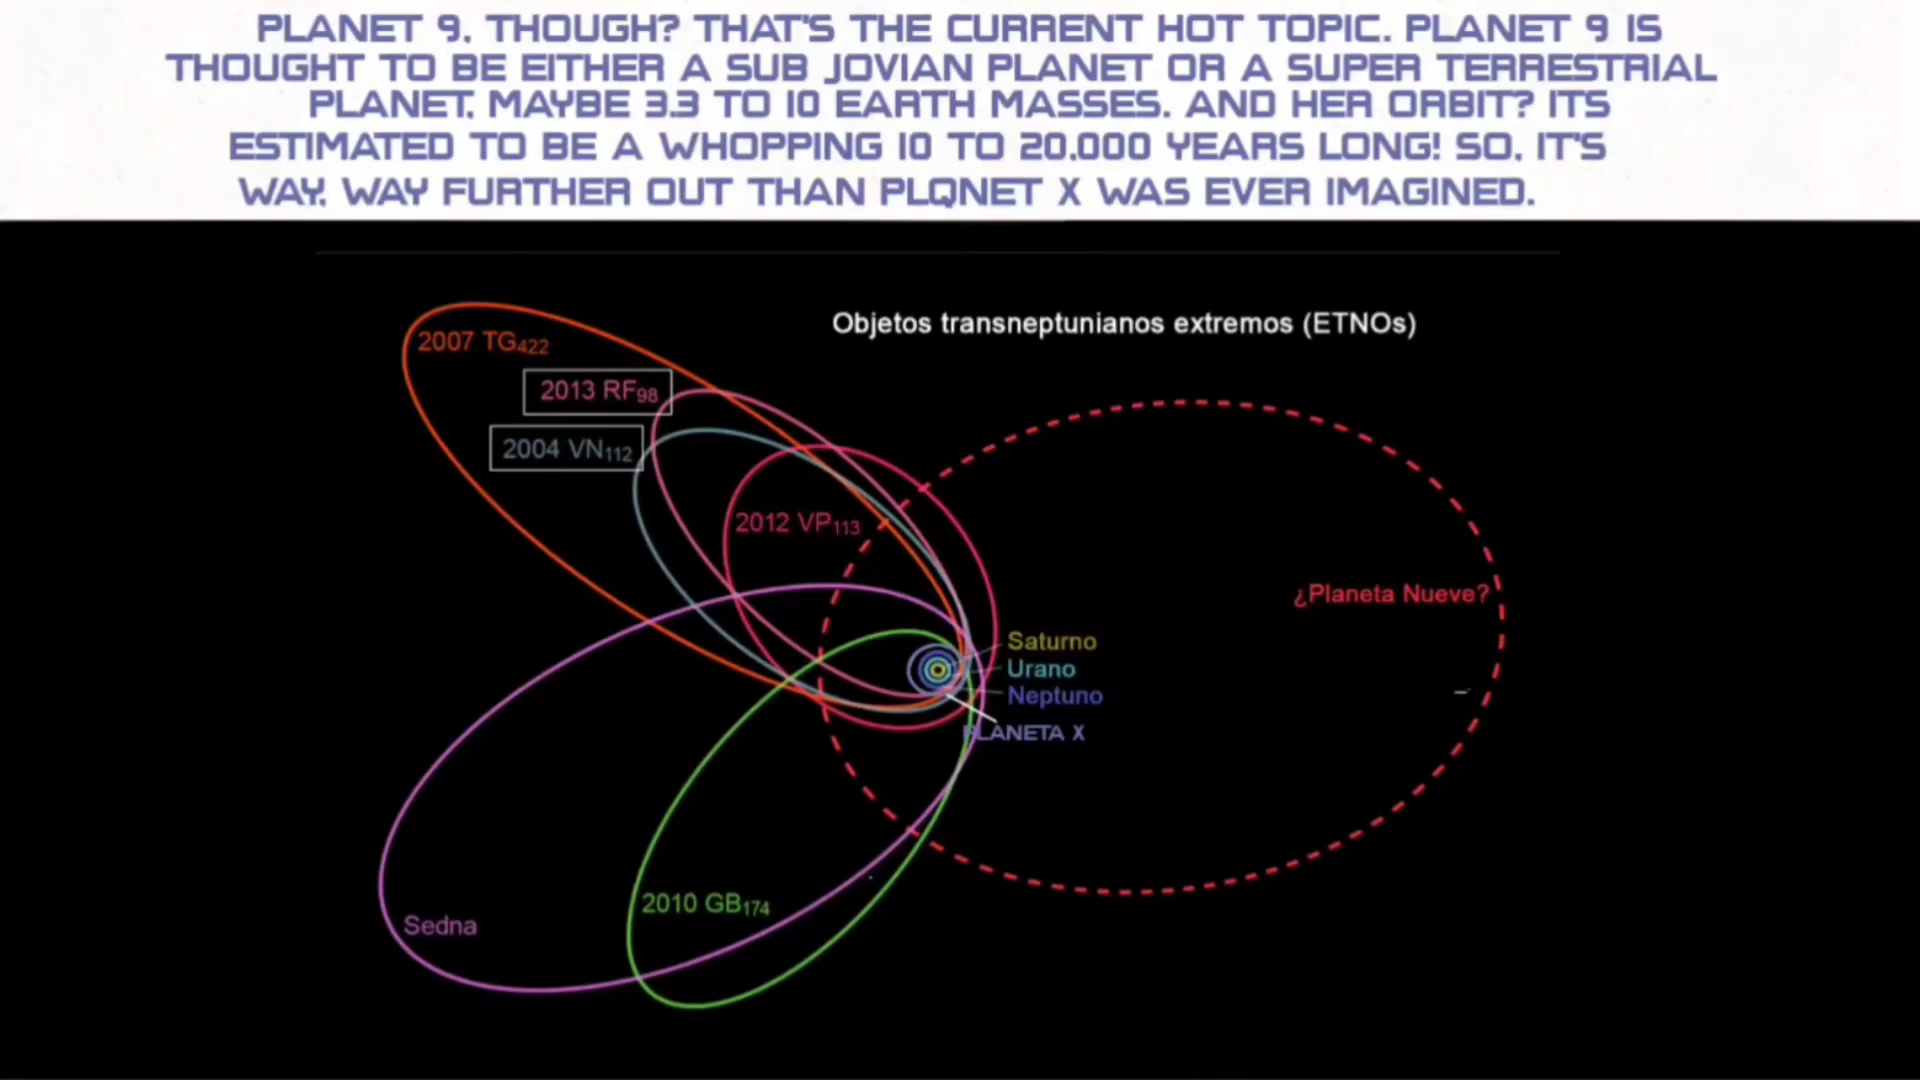 PLANET 9, THOUGH? THAT'S THE CURRENT HOT TOPIC. PLANET 9 IS
THOUGHT TO BE EITHER A SUB JOVIAN PLANET OR A SUPER TERRESTRIAL
PLANET, MAYBE 3.3 TO 10 EARTH MASSES. AND HER ORBIT? ITS
ESTIMATED TO BE A WHOPPING 10 TO 20,000 YEARS LONG! SO, IT'S
WAY, WAY FURTHER OUT THAN PLQNET X WAS EVER IMAGINED.
Objetos transneptunianos extremos (ETNOs)
2007 TG422
2013 RF98
2004 VN112
2012 VP113
¿Planeta Nueve?
Saturno
Urano
Neptuno
PLANETA X
2010 GB174
Sedna